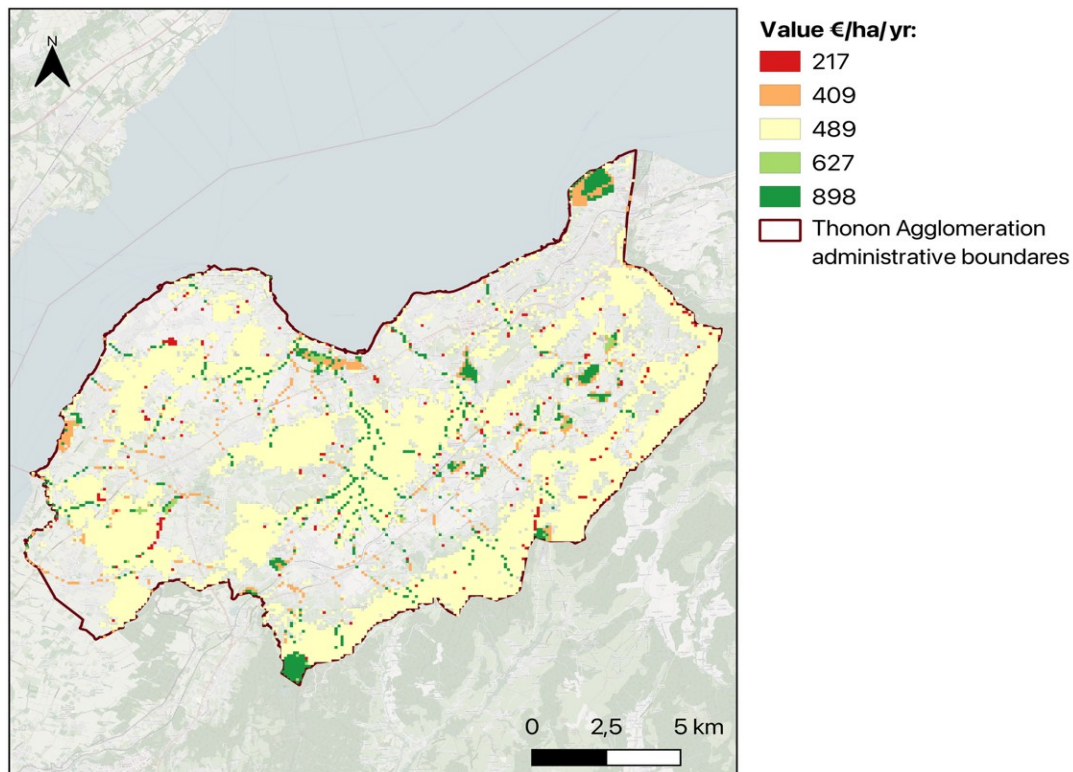 N
Value €/ha/yr:
217
409
489
627
898
Thonon Agglomeration
administrative boundares
0 2,5 5 km